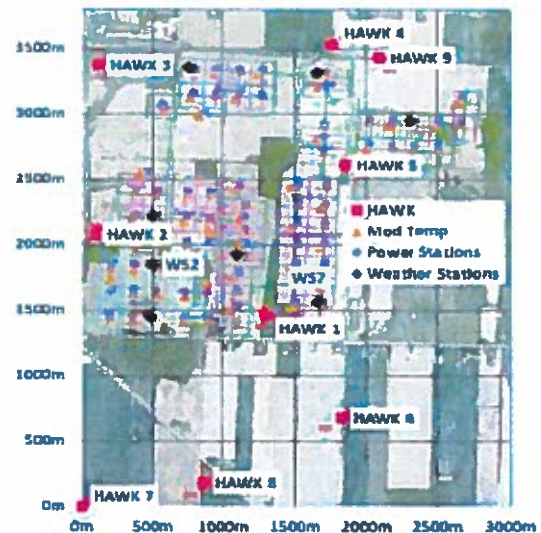 3500m
3000m
2500m
2000m
1500m
1000m
500m
0m
HAWK 4
HAWK 3
HAWK 9
HAWK 5
HAWK
Mod Temp
Power Stations
Weather Stations
HAWK 2
WS2
WS7
HAWK 1
HAWK 6
HAWK 8
HAWK 7
0m 500m 1000m 1500m 2000m 2500m 3000m